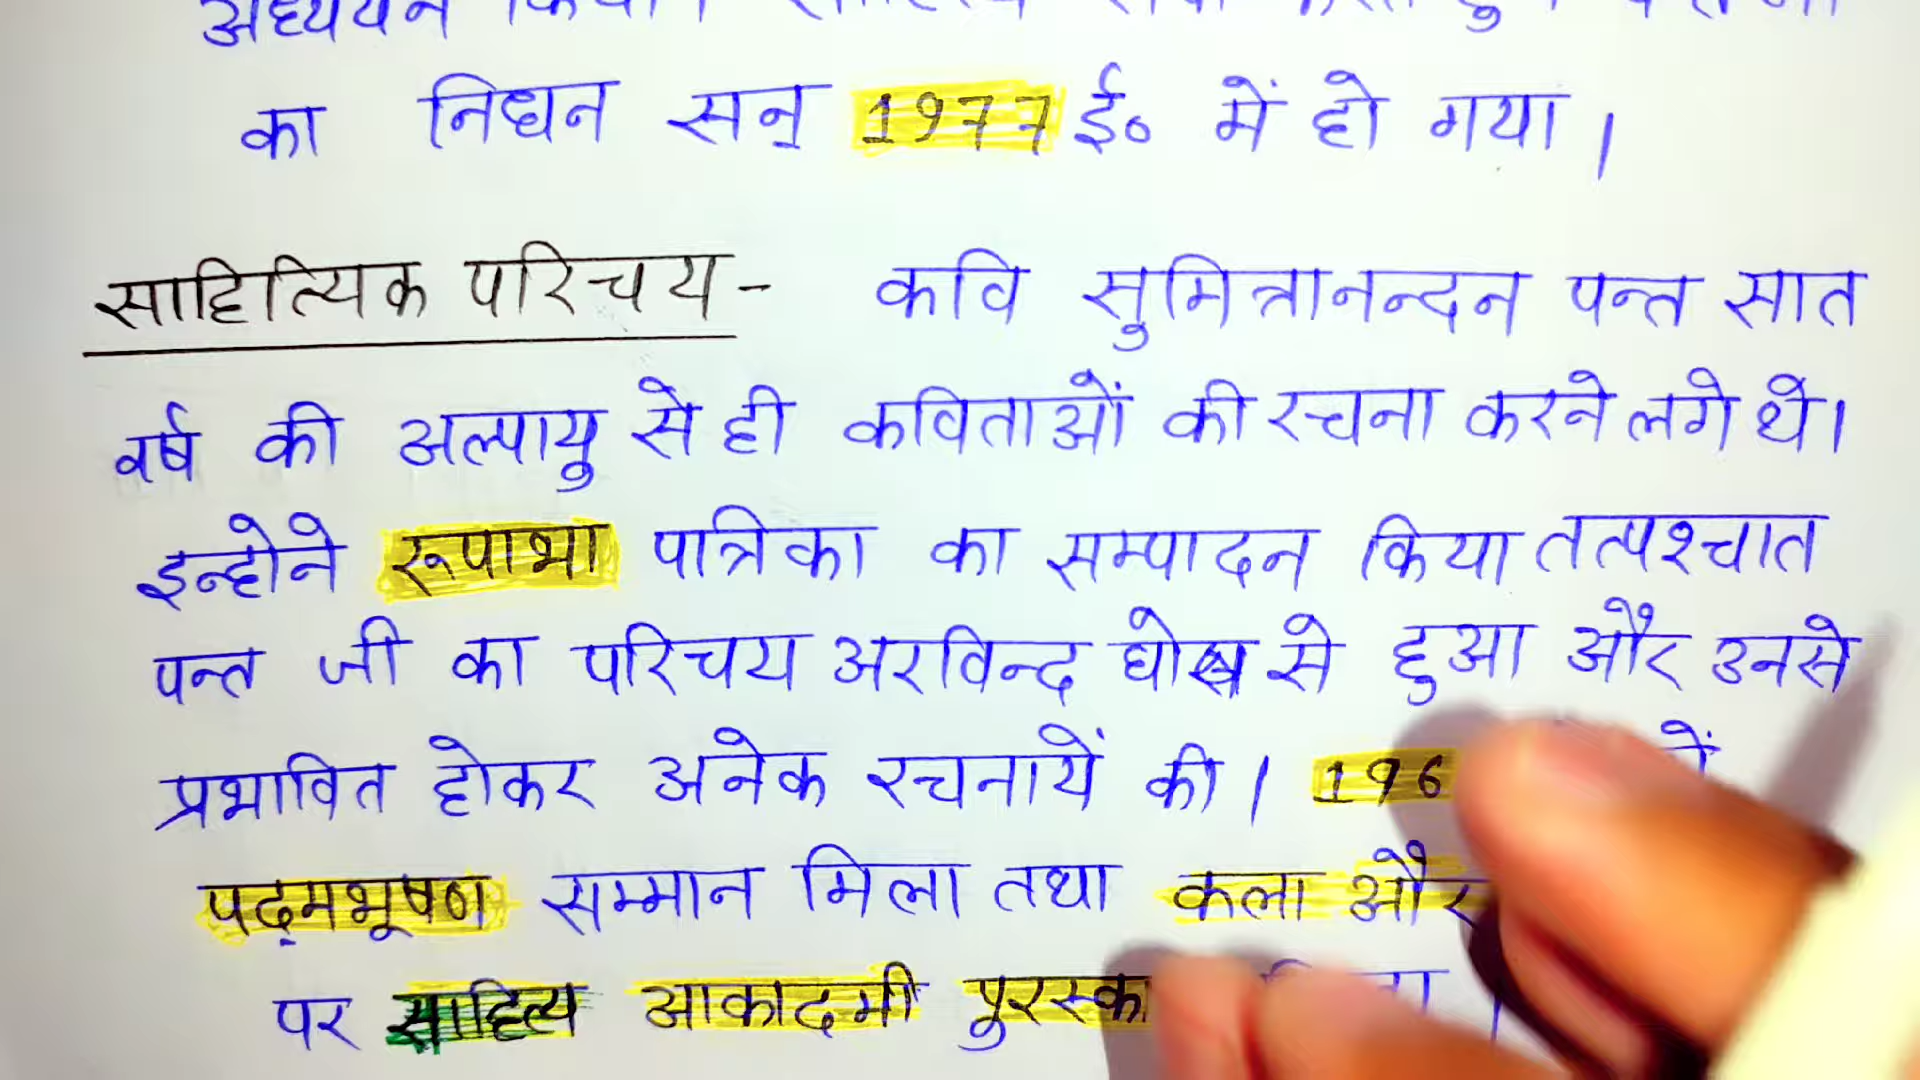 अध्ययन किया।
का निधन सन् 1977 ई० में हो गया।
साहित्यिक परिचय- कवि सुमित्रानन्दन पन्त सात
वर्ष की अल्पायु से ही कविताओं की रचना करने लगे थे।
इन्होने रूपाभा पत्रिका का सम्पादन किया तत्पश्चात
पन्त जी का परिचय अरविन्द घोष से हुआ और उनसे
प्रभावित होकर अनेक रचनायें की। 196 में
पद्मभूषण सम्मान मिला तथा कला और
पर साहित्य आकादमी पुरस्का